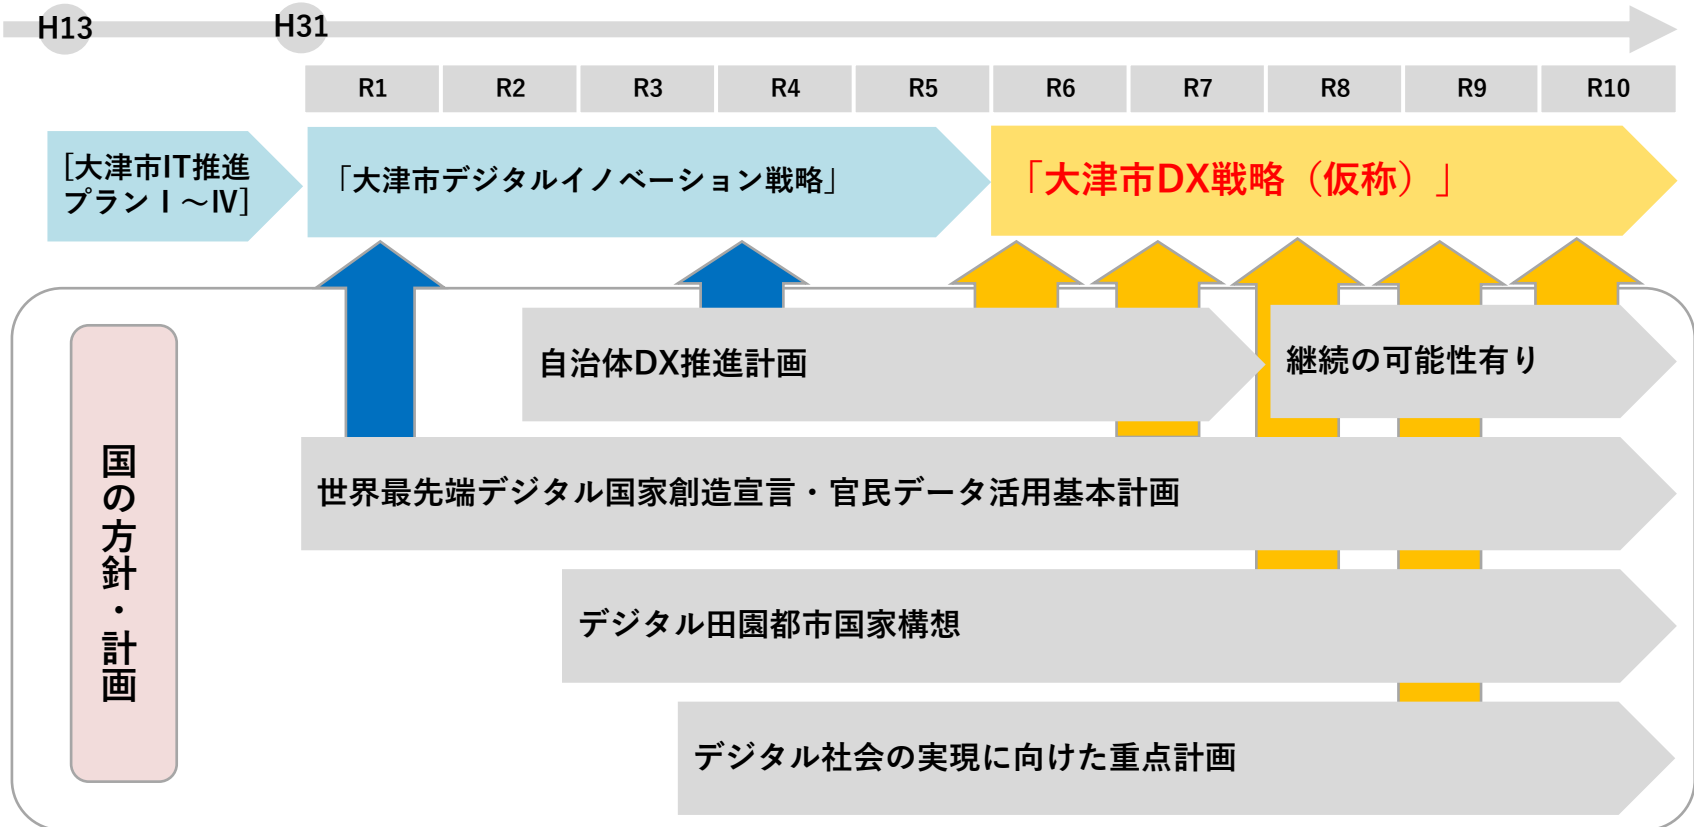 H13
H31
R1
R2
R3
R4
R5
R6
R7
R8
R9
R10
[大津市IT推進
プランⅠ～Ⅳ]
「大津市デジタルイノベーション戦略」
「大津市DX戦略（仮称）」
自治体DX推進計画
継続の可能性有り
国の方針・計画
世界最先端デジタル国家創造宣言・官民データ活用基本計画
デジタル田園都市国家構想
デジタル社会の実現に向けた重点計画